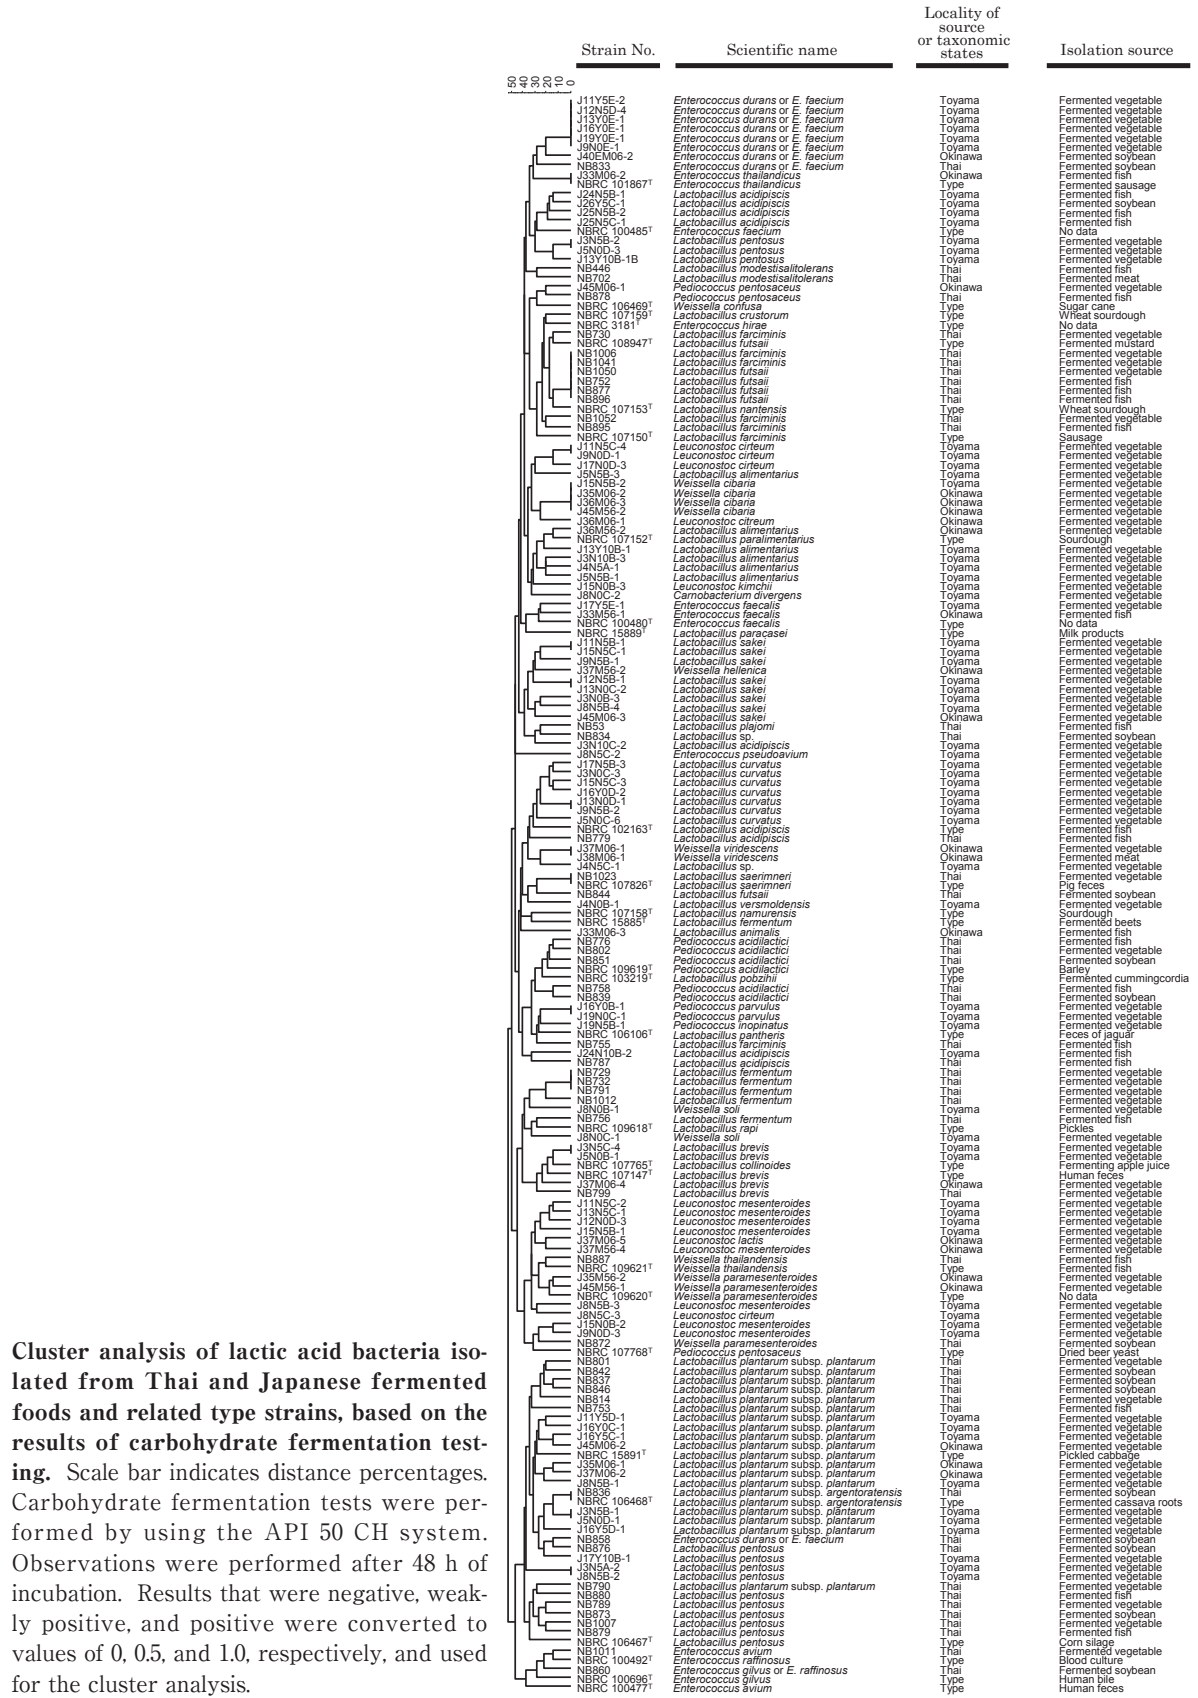 Locality of
source
or taxonomic
states
Strain No. Scientific name Isolation source
50 40 30 20 10 0
J11Y5E-2 Enterococcus durans or E. faecium Toyama Fermented vegetable
J12N5D-4 Enterococcus durans or E. faecium Toyama Fermented vegetable
J13Y0E-1 Enterococcus durans or E. faecium Toyama Fermented vegetable
J16Y0E-1 Enterococcus durans or E. faecium Toyama Fermented vegetable
J19Y0E-1 Enterococcus durans or E. faecium Toyama Fermented vegetable
J9N0E-1 Enterococcus durans or E. faecium Toyama Fermented vegetable
J40EM06-2 Enterococcus durans or E. faecium Okinawa Fermented soybean
NB833 Enterococcus durans or E. faecium Thai Fermented soybean
J33M06-2 Enterococcus thailandicus Okinawa Fermented fish
NBRC 101867T Enterococcus thailandicus Type Fermented sausage
J24N5B-1 Lactobacillus acidipiscis Toyama Fermented fish
J26Y5C-1 Lactobacillus acidipiscis Toyama Fermented soybean
J25N5B-2 Lactobacillus acidipiscis Toyama Fermented fish
J25N5C-1 Lactobacillus acidipiscis Toyama Fermented fish
NBRC 100485T Enterococcus faecium Type No data
J3N5B-2 Lactobacillus pentosus Toyama Fermented vegetable
J5N0D-3 Lactobacillus pentosus Toyama Fermented vegetable
J13Y10B-1B Lactobacillus pentosus Toyama Fermented vegetable
NB446 Lactobacillus modestisalitolerans Thai Fermented fish
NB702 Lactobacillus modestisalitolerans Thai Fermented meat
J45M06-1 Pediococcus pentosaceus Okinawa Fermented vegetable
NB878 Pediococcus pentosaceus Thai Fermented fish
NBRC 106469T Weissella confusa Type Sugar cane
NBRC 107159T Lactobacillus crustorum Type Wheat sourdough
NBRC 3181T Enterococcus hirae Type No data
NB730 Lactobacillus farciminis Thai Fermented vegetable
NBRC 108947T Lactobacillus futsaii Type Fermented mustard
NB1006 Lactobacillus farciminis Thai Fermented vegetable
NB1041 Lactobacillus farciminis Thai Fermented vegetable
NB1050 Lactobacillus futsaii Thai Fermented vegetable
NB752 Lactobacillus futsaii Thai Fermented fish
NB877 Lactobacillus futsaii Thai Fermented fish
NB896 Lactobacillus futsaii Thai Fermented fish
NBRC 107153T Lactobacillus nantensis Type Wheat sourdough
NB1052 Lactobacillus farciminis Thai Fermented vegetable
NB895 Lactobacillus farciminis Thai Fermented fish
NBRC 107150T Lactobacillus farciminis Type Sausage
J11N5C-4 Leuconostoc cirteum Toyama Fermented vegetable
J9N0D-1 Leuconostoc cirteum Toyama Fermented vegetable
J17N0D-3 Leuconostoc cirteum Toyama Fermented vegetable
J5N5B-3 Lactobacillus alimentarius Toyama Fermented vegetable
J15N5B-2 Weissella cibaria Toyama Fermented vegetable
J35M06-2 Weissella cibaria Okinawa Fermented vegetable
J36M06-3 Weissella cibaria Okinawa Fermented vegetable
J45M56-2 Weissella cibaria Okinawa Fermented vegetable
J36M06-1 Leuconostoc citreum Okinawa Fermented vegetable
J36M56-2 Lactobacillus alimentarius Okinawa Fermented vegetable
NBRC 107152T Lactobacillus paralimentarius Type Sourdough
J13Y10B-1 Lactobacillus alimentarius Toyama Fermented vegetable
J3N10B-3 Lactobacillus alimentarius Toyama Fermented vegetable
J4N5A-1 Lactobacillus alimentarius Toyama Fermented vegetable
J5N5B-1 Lactobacillus alimentarius Toyama Fermented vegetable
J15N0B-3 Leuconostoc kimchii Toyama Fermented vegetable
J8N0C-2 Carnobacterium divergens Toyama Fermented vegetable
J17Y5E-1 Enterococcus faecalis Toyama Fermented vegetable
J33M56-1 Enterococcus faecalis Okinawa Fermented fish
NBRC 100480T Enterococcus faecalis Type No data
NBRC 15889T Lactobacillus paracasei Type Milk products
J11N5B-1 Lactobacillus sakei Toyama Fermented vegetable
J15N5C-1 Lactobacillus sakei Toyama Fermented vegetable
J9N5B-1 Lactobacillus sakei Toyama Fermented vegetable
J37M56-2 Weissella hellenica Okinawa Fermented vegetable
J12N5B-1 Lactobacillus sakei Toyama Fermented vegetable
J13N0C-2 Lactobacillus sakei Toyama Fermented vegetable
J3N0B-3 Lactobacillus sakei Toyama Fermented vegetable
J8N5B-4 Lactobacillus sakei Toyama Fermented vegetable
J45M06-3 Lactobacillus sakei Okinawa Fermented vegetable
NB53 Lactobacillus plajomi Thai Fermented fish
NB834 Lactobacillus sp. Thai Fermented soybean
J3N10C-2 Lactobacillus acidipiscis Toyama Fermented vegetable
J8N5C-2 Enterococcus pseudoavium Toyama Fermented vegetable
J17N5B-3 Lactobacillus curvatus Toyama Fermented vegetable
J3N0C-3 Lactobacillus curvatus Toyama Fermented vegetable
J15N5C-3 Lactobacillus curvatus Toyama Fermented vegetable
J16Y0D-2 Lactobacillus curvatus Toyama Fermented vegetable
J13N0D-1 Lactobacillus curvatus Toyama Fermented vegetable
J9N5B-2 Lactobacillus curvatus Toyama Fermented vegetable
J5N0C-6 Lactobacillus curvatus Toyama Fermented vegetable
NBRC 102163T Lactobacillus acidipiscis Type Fermented fish
NB779 Lactobacillus acidipiscis Thai Fermented fish
J37M06-1 Weissella viridescens Okinawa Fermented vegetable
J38M06-1 Weissella viridescens Okinawa Fermented meat
J4N5C-1 Lactobacillus sp. Toyama Fermented vegetable
NB1023 Lactobacillus saerimneri Thai Fermented vegetable
NBRC 107826T Lactobacillus saerimneri Type Pig feces
NB844 Lactobacillus futsaii Thai Fermented soybean
J4N0B-1 Lactobacillus versmoldensis Toyama Fermented vegetable
NBRC 107158T Lactobacillus namurensis Type Sourdough
NBRC 15885T Lactobacillus fermentum Type Fermented beets
J33M06-3 Lactobacillus animalis Okinawa Fermented fish
NB776 Pediococcus acidilactici Thai Fermented fish
NB802 Pediococcus acidilactici Thai Fermented vegetable
NB851 Pediococcus acidilactici Thai Fermented soybean
NBRC 109619T Pediococcus acidilactici Type Barley
NBRC 103219T Lactobacillus pobzihii Type Fermented cummingcordia
NB758 Pediococcus acidilactici Thai Fermented fish
NB839 Pediococcus acidilactici Thai Fermented soybean
J16Y0B-1 Pediococcus parvulus Toyama Fermented vegetable
J19N0C-1 Pediococcus parvulus Toyama Fermented vegetable
J19N5B-1 Pediococcus inopinatus Toyama Fermented vegetable
NBRC 106106T Lactobacillus pantheris Type Feces of jaguar
NB755 Lactobacillus farciminis Thai Fermented fish
J24N10B-2 Lactobacillus acidipiscis Toyama Fermented fish
NB787 Lactobacillus acidipiscis Thai Fermented fish
NB729 Lactobacillus fermentum Thai Fermented vegetable
NB732 Lactobacillus fermentum Thai Fermented vegetable
NB791 Lactobacillus fermentum Thai Fermented vegetable
NB1012 Lactobacillus fermentum Thai Fermented vegetable
J8N0B-1 Weissella soli Toyama Fermented vegetable
NB756 Lactobacillus fermentum Thai Fermented fish
NBRC 109618T Lactobacillus rapi Type Pickles
J8N0C-1 Weissella soli Toyama Fermented vegetable
J3N5C-4 Lactobacillus brevis Toyama Fermented vegetable
J5N0B-1 Lactobacillus brevis Toyama Fermented vegetable
NBRC 107765T Lactobacillus collinoides Type Fermenting apple juice
NBRC 107147T Lactobacillus brevis Type Human feces
J37M06-4 Lactobacillus brevis Okinawa Fermented vegetable
NB799 Lactobacillus brevis Thai Fermented vegetable
J11N5C-2 Leuconostoc mesenteroides Toyama Fermented vegetable
J13N5C-1 Leuconostoc mesenteroides Toyama Fermented vegetable
J12N0D-3 Leuconostoc mesenteroides Toyama Fermented vegetable
J15N5B-1 Leuconostoc mesenteroides Toyama Fermented vegetable
J37M06-5 Leuconostoc lactis Okinawa Fermented vegetable
J37M56-4 Leuconostoc mesenteroides Okinawa Fermented vegetable
NB887 Weissella thailandensis Thai Fermented fish
NBRC 109621T Weissella thailandensis Type Fermented fish
J35M56-2 Weissella paramesenteroides Okinawa Fermented vegetable
J45M56-1 Weissella paramesenteroides Okinawa Fermented vegetable
NBRC 109620T Weissella paramesenteroides Type No data
J8N5B-3 Leuconostoc mesenteroides Toyama Fermented vegetable
J8N5C-3 Leuconostoc cirteum Toyama Fermented vegetable
J15N0B-2 Leuconostoc mesenteroides Toyama Fermented vegetable
J9N0D-3 Leuconostoc mesenteroides Toyama Fermented vegetable
NB872 Weissella paramesenteroides Thai Fermented soybean
NBRC 107768T Pediococcus pentosaceus Type Dried beer yeast
NB801 Lactobacillus plantarum subsp. plantarum Thai Fermented vegetable
NB842 Lactobacillus plantarum subsp. plantarum Thai Fermented soybean
NB837 Lactobacillus plantarum subsp. plantarum Thai Fermented soybean
NB846 Lactobacillus plantarum subsp. plantarum Thai Fermented soybean
NB814 Lactobacillus plantarum subsp. plantarum Thai Fermented vegetable
NB753 Lactobacillus plantarum subsp. plantarum Thai Fermented fish
J11Y5D-1 Lactobacillus plantarum subsp. plantarum Toyama Fermented vegetable
J16Y0C-1 Lactobacillus plantarum subsp. plantarum Toyama Fermented vegetable
J16Y5C-1 Lactobacillus plantarum subsp. plantarum Toyama Fermented vegetable
J45M06-2 Lactobacillus plantarum subsp. plantarum Okinawa Fermented vegetable
NBRC 15891T Lactobacillus plantarum subsp. plantarum Type Pickled cabbage
J35M06-1 Lactobacillus plantarum subsp. plantarum Okinawa Fermented vegetable
J37M06-2 Lactobacillus plantarum subsp. plantarum Okinawa Fermented vegetable
J8N5B-1 Lactobacillus plantarum subsp. plantarum Toyama Fermented vegetable
NB836 Lactobacillus plantarum subsp. argentoratensis Thai Fermented soybean
NBRC 106468T Lactobacillus plantarum subsp. argentoratensis Type Fermented cassava roots
J3N5B-1 Lactobacillus plantarum subsp. plantarum Toyama Fermented vegetable
J5N0D-1 Lactobacillus plantarum subsp. plantarum Toyama Fermented vegetable
J16Y5D-1 Lactobacillus plantarum subsp. plantarum Toyama Fermented vegetable
NB858 Enterococcus durans or E. faecium Thai Fermented soybean
NB876 Lactobacillus pentosus Thai Fermented soybean
J17Y10B-1 Lactobacillus pentosus Toyama Fermented vegetable
J3N5A-2 Lactobacillus pentosus Toyama Fermented vegetable
J8N5B-2 Lactobacillus pentosus Toyama Fermented vegetable
NB790 Lactobacillus plantarum subsp. plantarum Thai Fermented vegetable
NB880 Lactobacillus pentosus Thai Fermented fish
NB789 Lactobacillus pentosus Thai Fermented vegetable
NB873 Lactobacillus pentosus Thai Fermented soybean
NB1007 Lactobacillus pentosus Thai Fermented vegetable
NB879 Lactobacillus pentosus Thai Fermented fish
NBRC 106467T Lactobacillus pentosus Type Corn silage
NB1011 Enterococcus avium Thai Fermented vegetable
NBRC 100492T Enterococcus raffinosus Type Blood culture
NB860 Enterococcus gilvus or E. raffinosus Thai Fermented soybean
NBRC 100696T Enterococcus gilvus Type Human bile
NBRC 100477T Enterococcus avium Type Human feces
Cluster analysis of lactic acid bacteria iso-
lated from Thai and Japanese fermented
foods and related type strains, based on the
results of carbohydrate fermentation test-
ing. Scale bar indicates distance percentages.
Carbohydrate fermentation tests were per-
formed by using the API 50 CH system.
Observations were performed after 48 h of
incubation. Results that were negative, weak-
ly positive, and positive were converted to
values of 0, 0.5, and 1.0, respectively, and used
for the cluster analysis.